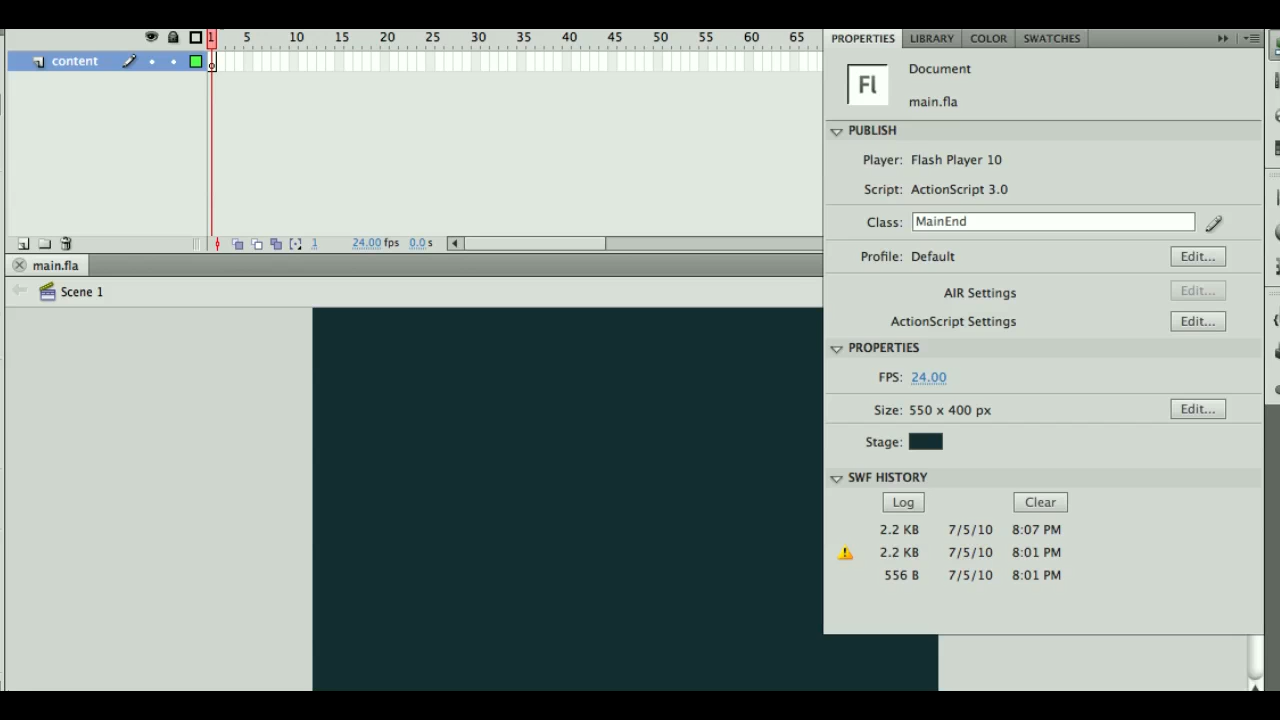 1 5 10 15 20 25 30 35 40 45 50 55 60 65
content
1 24.00 fps 0.0 s
main.fla
Scene 1
PROPERTIES LIBRARY COLOR SWATCHES
Fl
Document
main.fla
PUBLISH
Player: Flash Player 10
Script: ActionScript 3.0
Class: MainEnd
Profile: Default Edit...
AIR Settings Edit...
ActionScript Settings Edit...
PROPERTIES
FPS: 24.00
Size: 550 x 400 px Edit...
Stage:
SWF HISTORY
Log Clear
2.2 KB 7/5/10 8:07 PM
2.2 KB 7/5/10 8:01 PM
556 B 7/5/10 8:01 PM